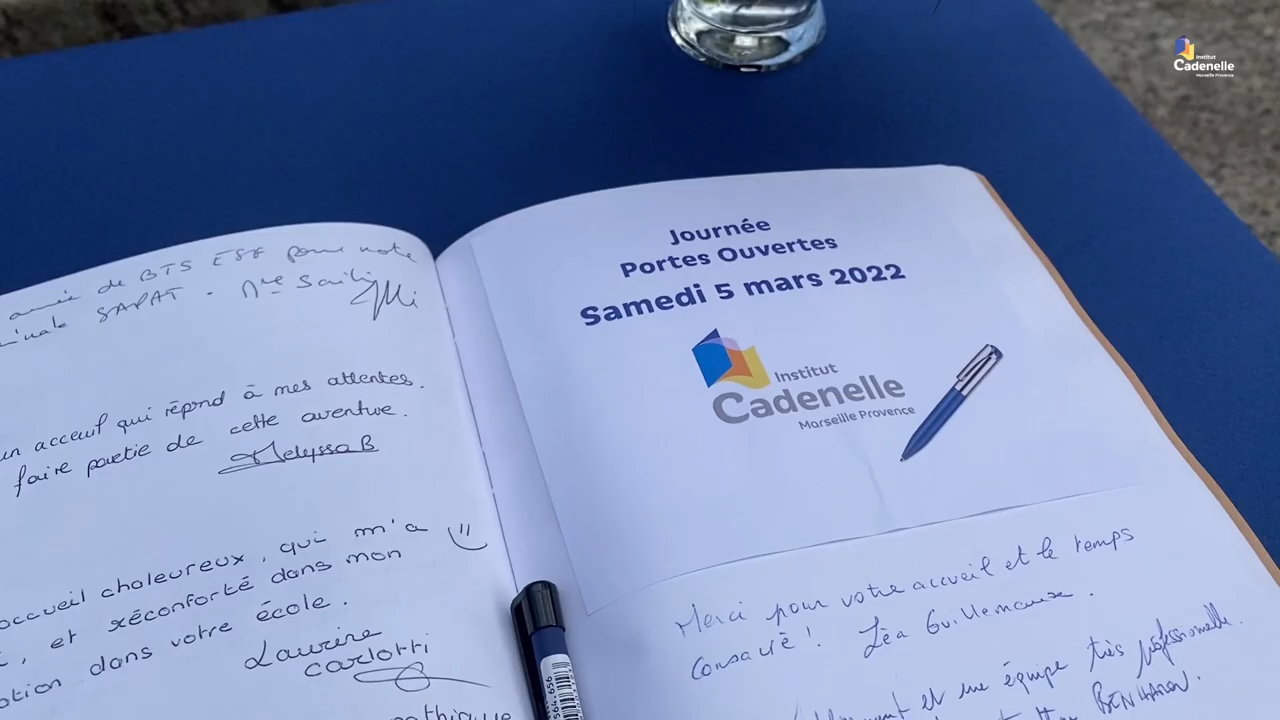 année de BTS ESF pour notre
SAPAT - Mme Saili
un acceuil qui répond à mes attentes.
faire partie de cette aventure.
Melyssa B
accueil chaleureux, qui m'a
, et réconforté dans mon
dans votre école.
Laurine
Carlotti
Journée
Portes Ouvertes
Samedi 5 mars 2022
Institut
Cadenelle
Marseille Provence
Merci pour votre accueil et le temps
consacré ! Léa
et une équipe très professionnelle.
Institut
Cadenelle
Marseille Provence